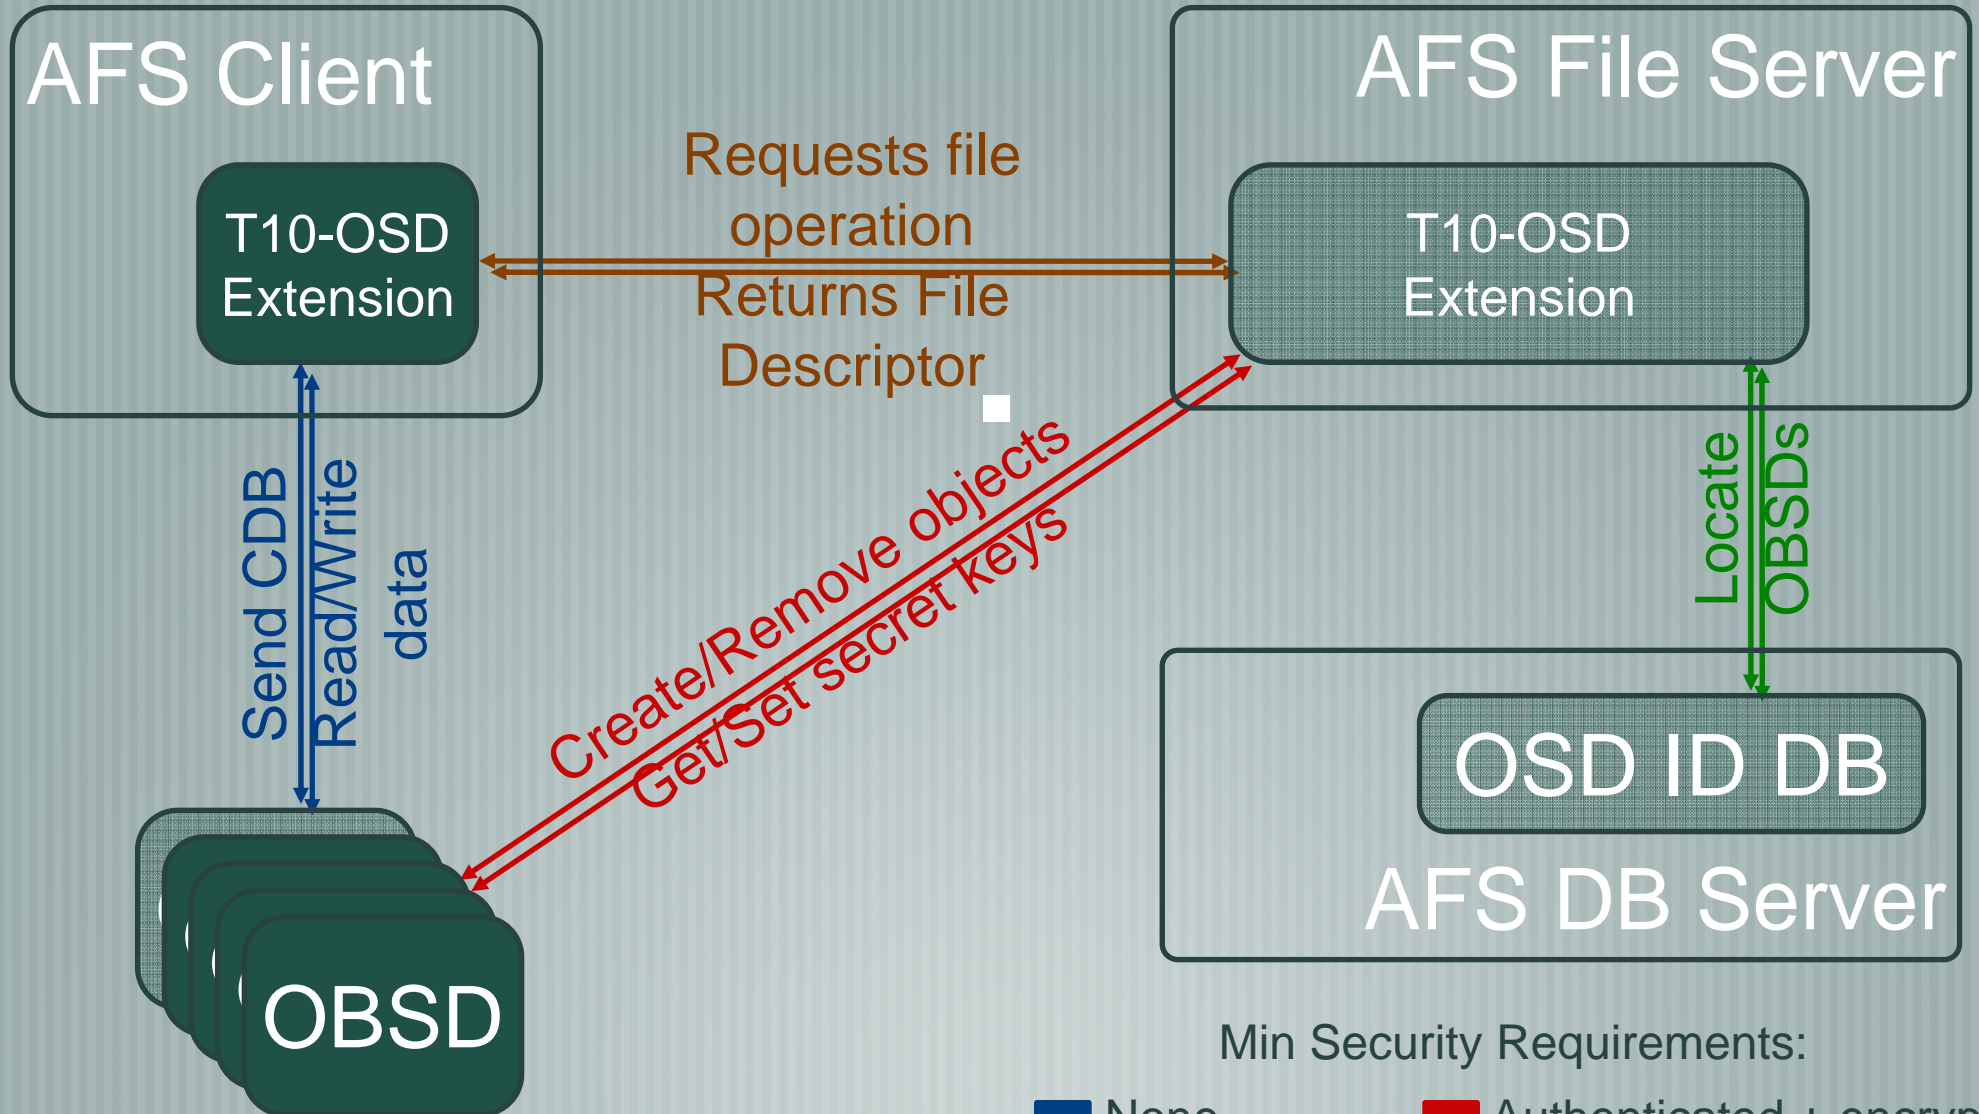 AFS Client
AFS File Server
T10-OSD
Extension
Requests file
operation
Returns File
Descriptor
T10-OSD
Extension
Send CDB
Read/Write
data
Create/Remove objects
Get/Set secret keys
Locate
OBSDs
OSD ID DB
AFS DB Server
OBSD
Min Security Requirements:
None
Authenticated +